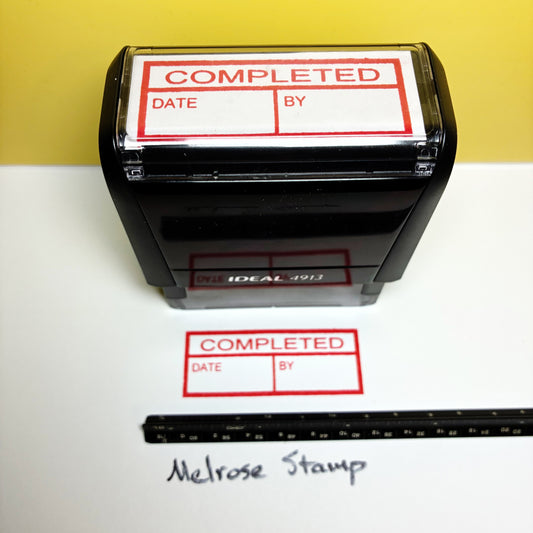 COMPLETED
DATE BY
IDEAL 4913
COMPLETED
DATE BY
Melrose Stamp